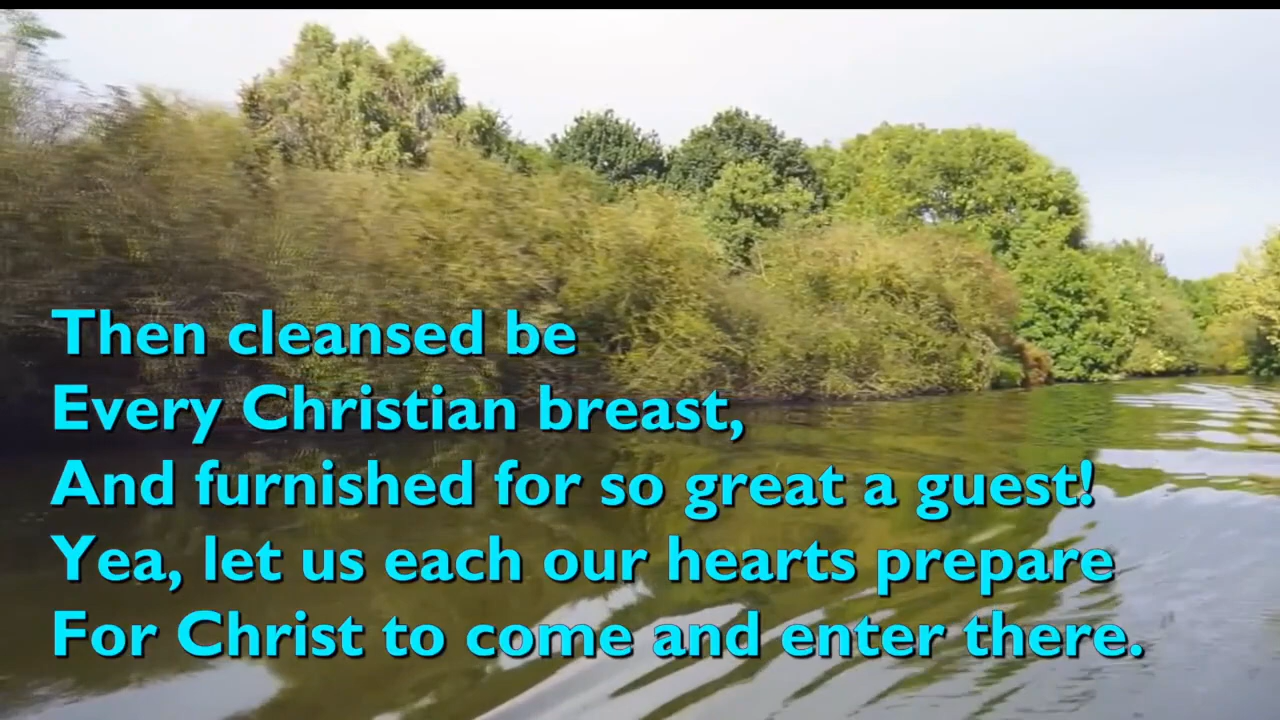 Then cleansed be
Every Christian breast,
And furnished for so great a guest!
Yea, let us each our hearts prepare
For Christ to come and enter there.